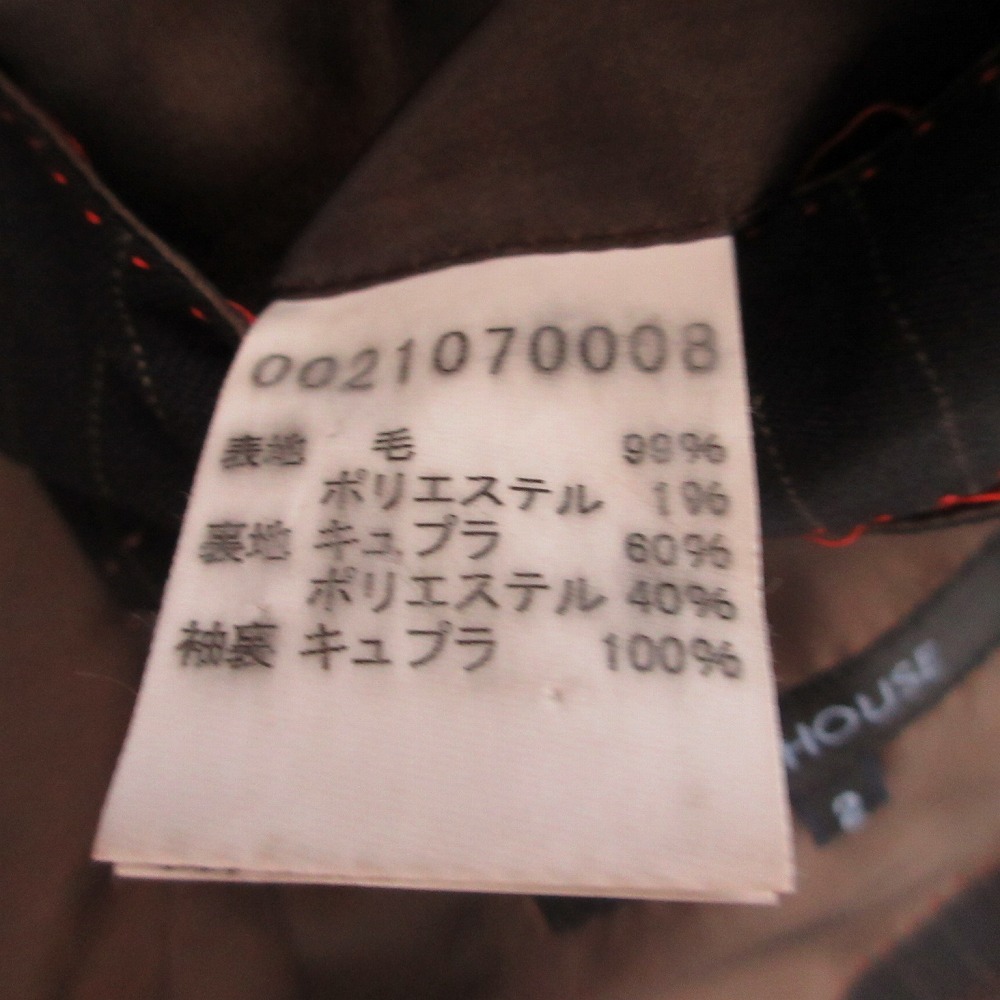 0021070008
表地 毛 99%
ポリエステル 1%
裏地 キュプラ 60%
ポリエステル 40%
袖裏 キュプラ 100%
HOUSE
2